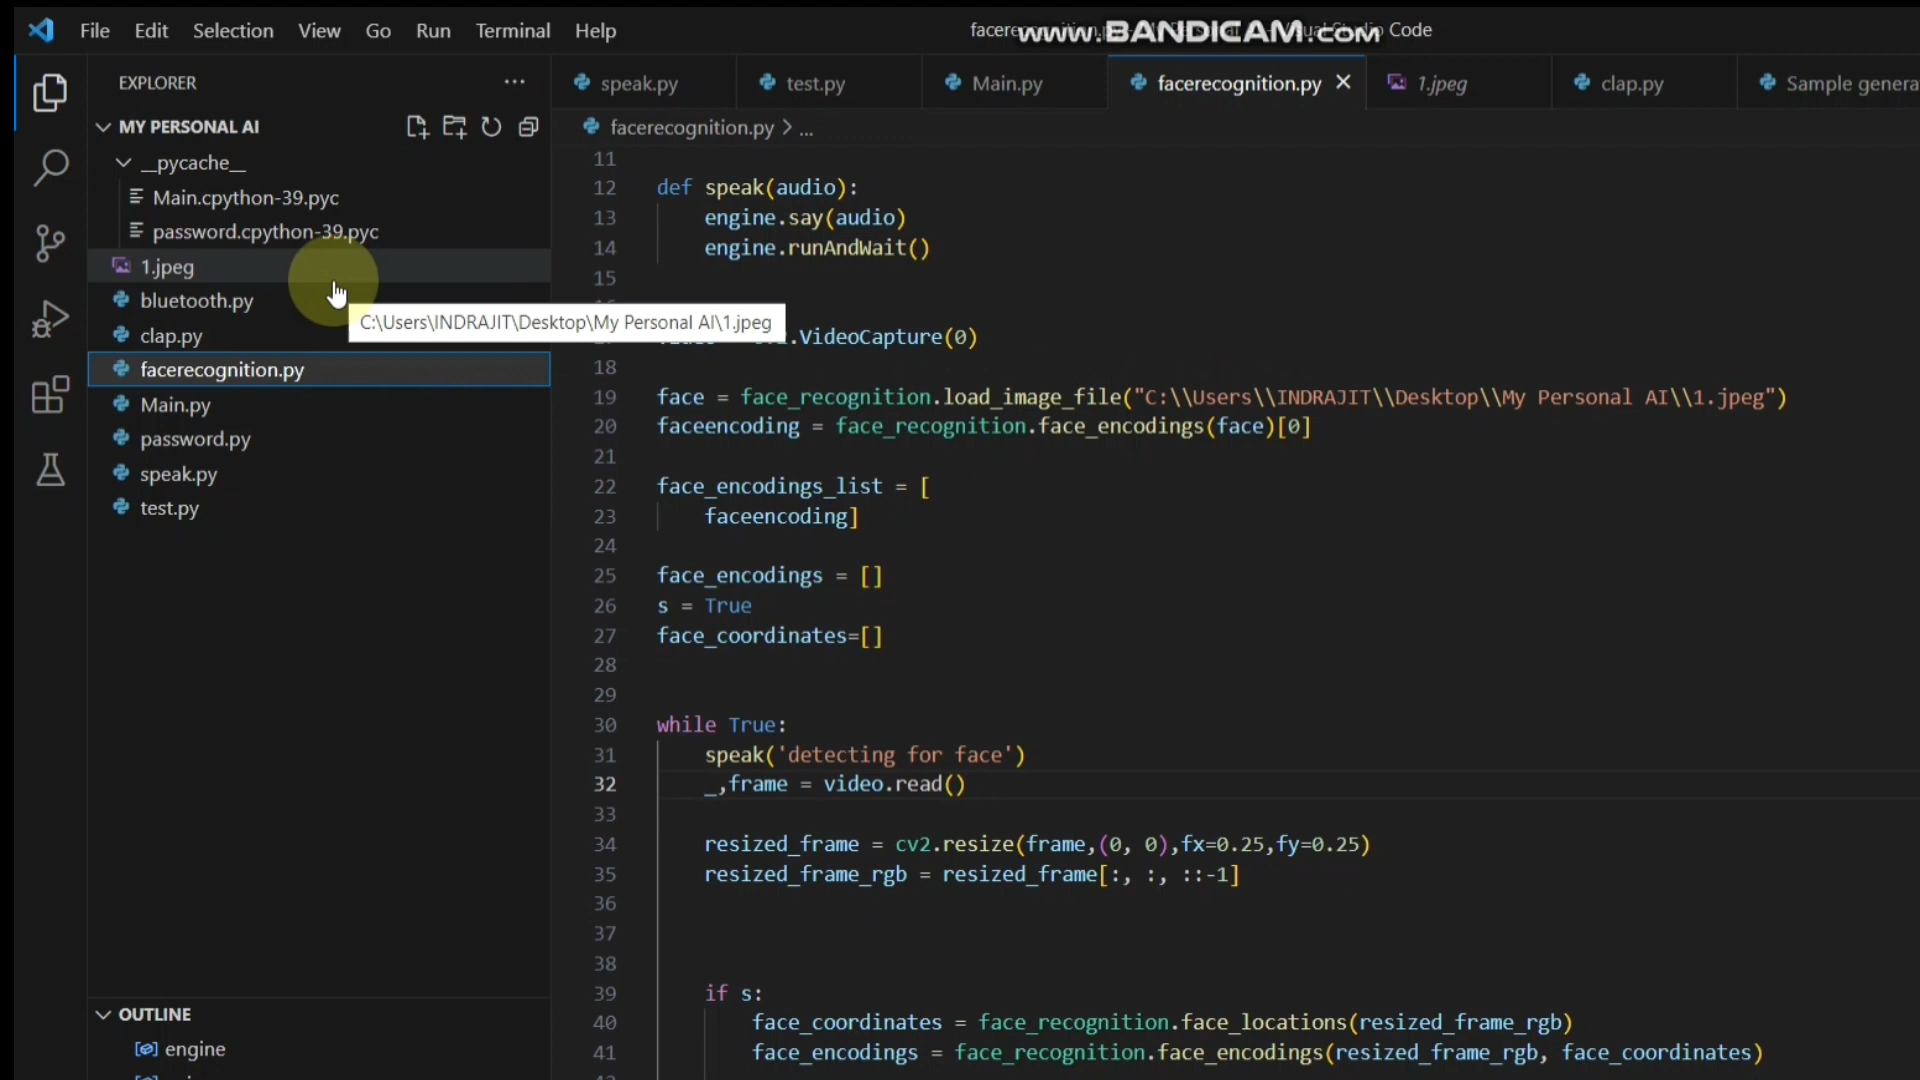 File Edit Selection View Go Run Terminal Help
www.BANDICAM.com
Code
EXPLORER
MY PERSONAL AI
__pycache__
Main.cpython-39.pyc
password.cpython-39.pyc
1.jpeg
bluetooth.py
C:\Users\INDRAJIT\Desktop\My Personal AI\1.jpeg
clap.py
facerecognition.py
Main.py
password.py
speak.py
test.py
OUTLINE
engine
speak.py test.py Main.py facerecognition.py 1.jpeg clap.py Sample genera
facerecognition.py > ...
11
12 def speak(audio):
13 engine.say(audio)
14 engine.runAndWait()
15
.VideoCapture(0)
18
19 face = face_recognition.load_image_file("C:\\Users\\INDRAJIT\\Desktop\\My Personal AI\\1.jpeg")
20 faceencoding = face_recognition.face_encodings(face)[0]
21
22 face_encodings_list = [
23 faceencoding]
24
25 face_encodings = []
26 s = True
27 face_coordinates=[]
28
29
30 while True:
31 speak('detecting for face')
32 _,frame = video.read()
33
34 resized_frame = cv2.resize(frame,(0, 0),fx=0.25,fy=0.25)
35 resized_frame_rgb = resized_frame[:, :, ::-1]
36
37
38
39 if s:
40 face_coordinates = face_recognition.face_locations(resized_frame_rgb)
41 face_encodings = face_recognition.face_encodings(resized_frame_rgb, face_coordinates)